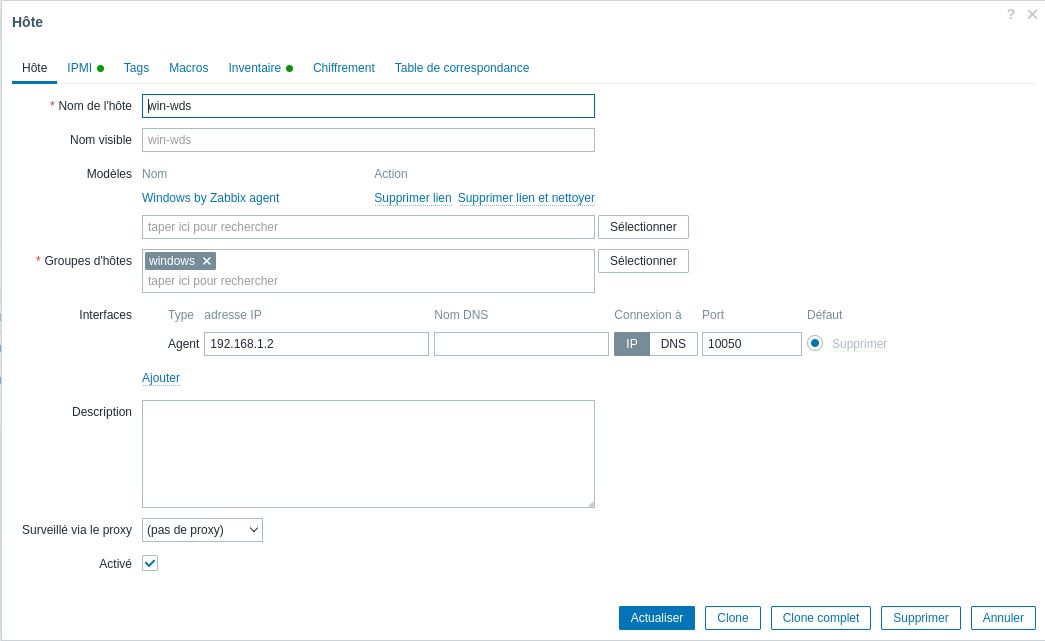 Hôte
? ✕
Hôte IPMI Tags Macros Inventaire Chiffrement Table de correspondance
* Nom de l'hôte win-wds
Nom visible win-wds
Modèles Nom Action
Windows by Zabbix agent Supprimer lien Supprimer lien et nettoyer
taper ici pour rechercher Sélectionner
* Groupes d'hôtes windows ✕ Sélectionner
taper ici pour rechercher
Interfaces Type adresse IP Nom DNS Connexion à Port Défaut
Agent 192.168.1.2 IP DNS 10050 Supprimer
Ajouter
Description
Surveillé via le proxy (pas de proxy)
Activé
Actualiser Clone Clone complet Supprimer Annuler